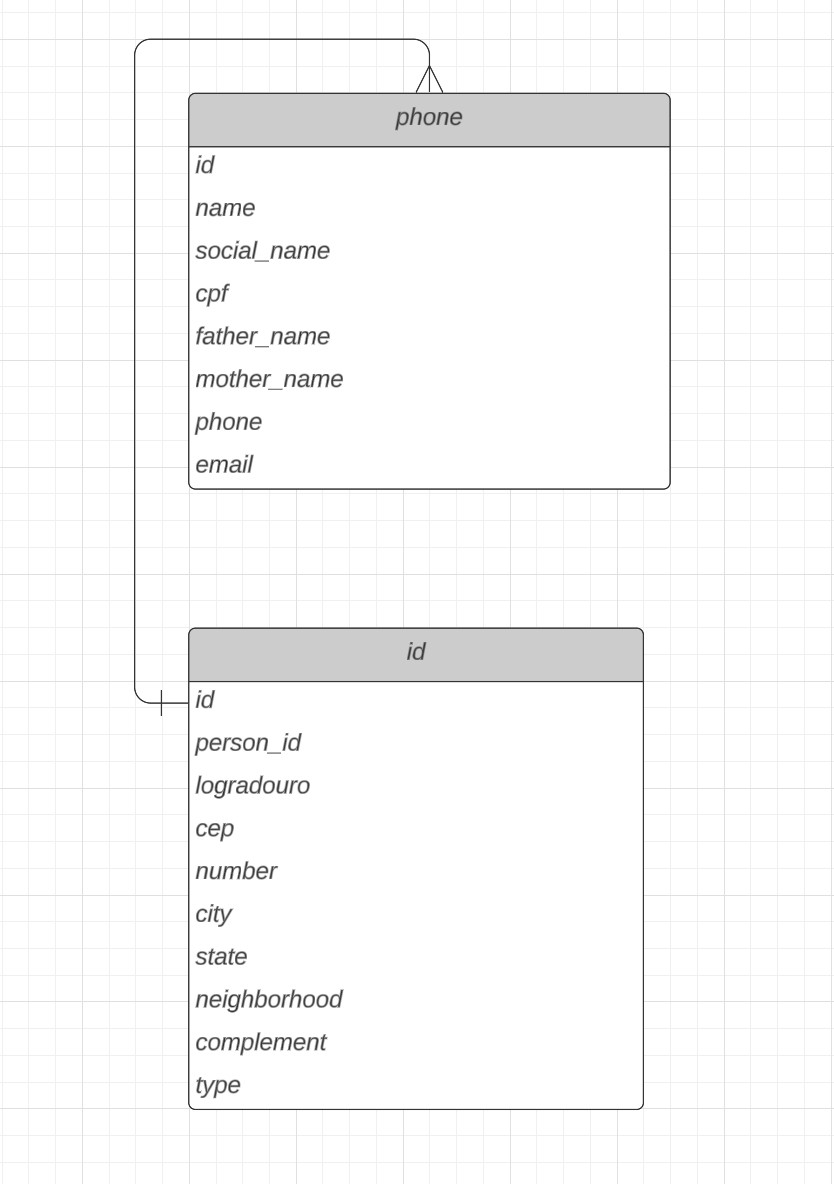 phone
id
name
social_name
cpf
father_name
mother_name
phone
email
id
id
person_id
logradouro
cep
number
city
state
neighborhood
complement
type